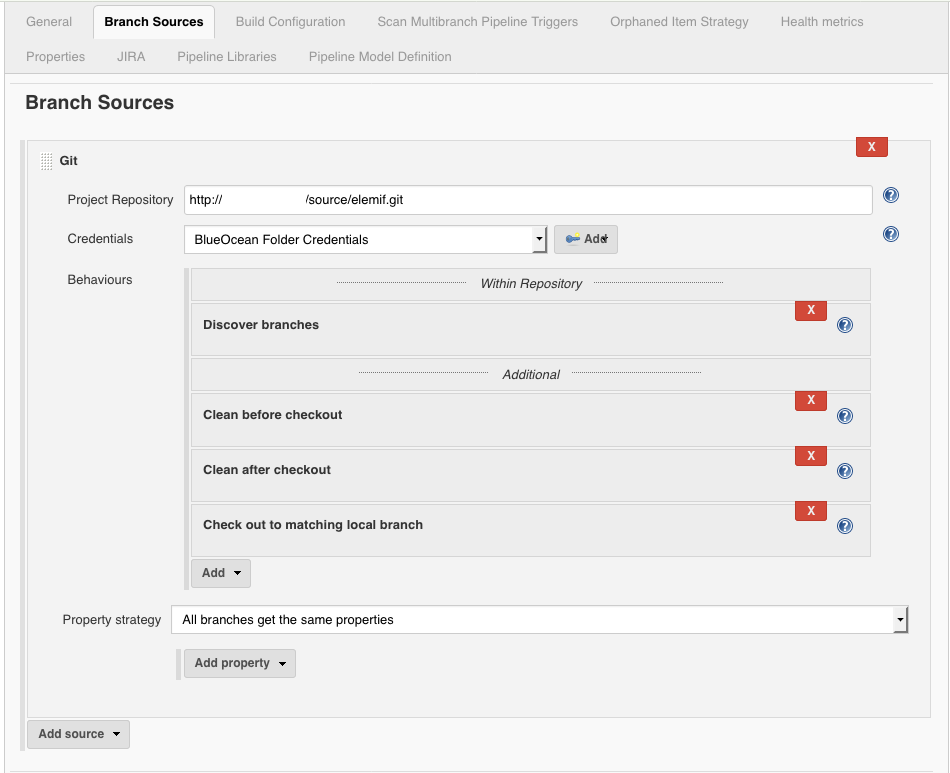 General Branch Sources Build Configuration Scan Multibranch Pipeline Triggers Orphaned Item Strategy Health metrics
Properties JIRA Pipeline Libraries Pipeline Model Definition
Branch Sources
X
Git
Project Repository http:// /source/elemif.git ?
Credentials BlueOcean Folder Credentials Add ?
Behaviours
Within Repository
X
Discover branches ?
Additional
X
Clean before checkout ?
X
Clean after checkout ?
X
Check out to matching local branch ?
Add
Property strategy All branches get the same properties
Add property
Add source